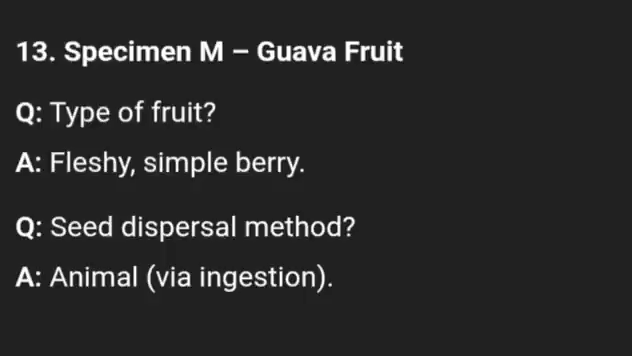 13. Specimen M – Guava Fruit
Q: Type of fruit?
A: Fleshy, simple berry.
Q: Seed dispersal method?
A: Animal (via ingestion).